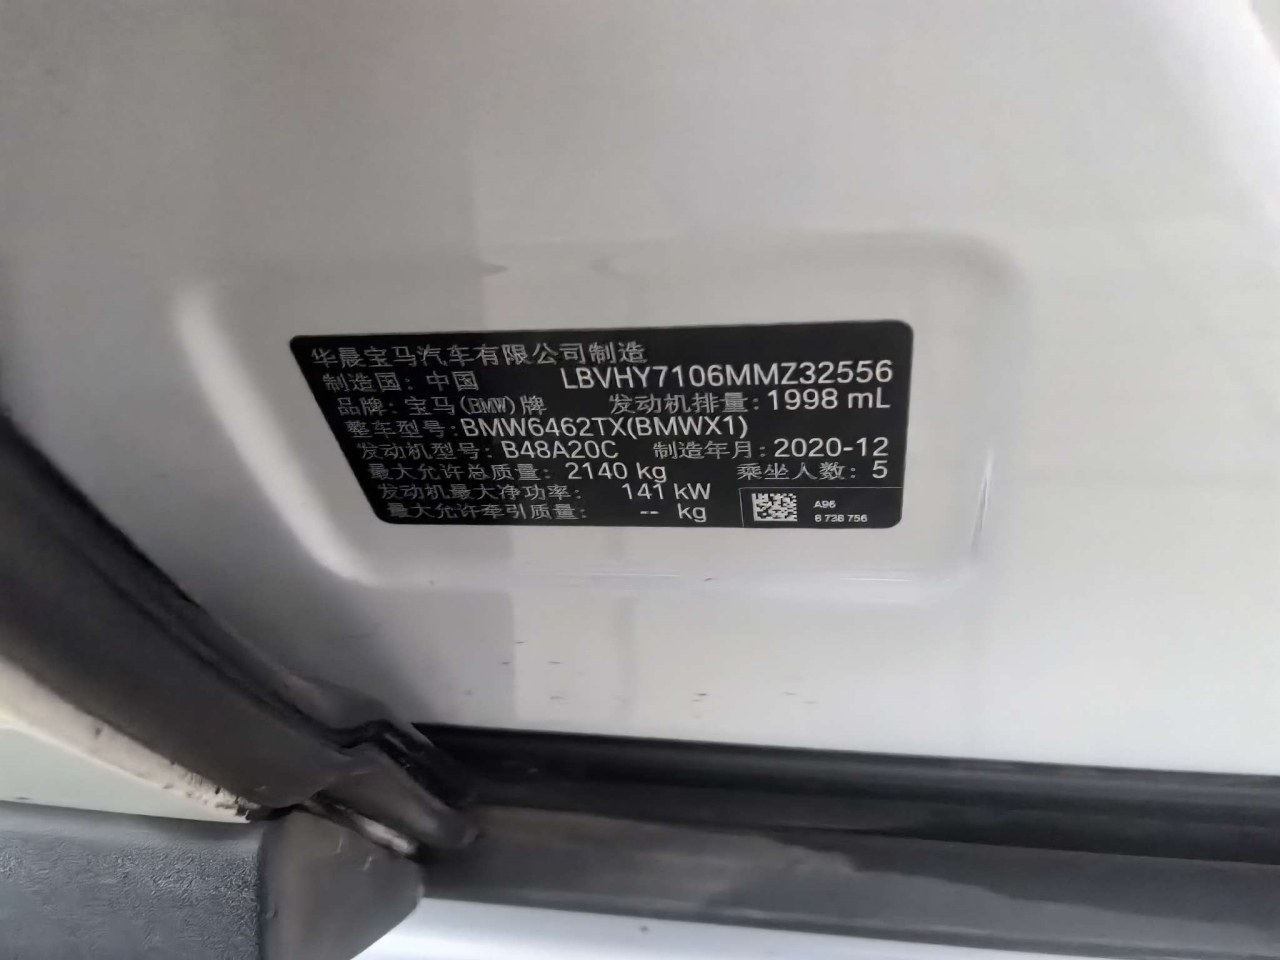 华晨宝马汽车有限公司制造
制造国：中国 LBVHY7106MMZ32556
品牌：宝马(BMW)牌 发动机排量：1998 mL
整车型号：BMW6462TX(BMWX1)
发动机型号：B48A20C 制造年月：2020-12
最大允许总质量：2140 kg 乘坐人数：5
发动机最大净功率：141 kW
最大允许牵引质量：-- kg
A96
8 738 756